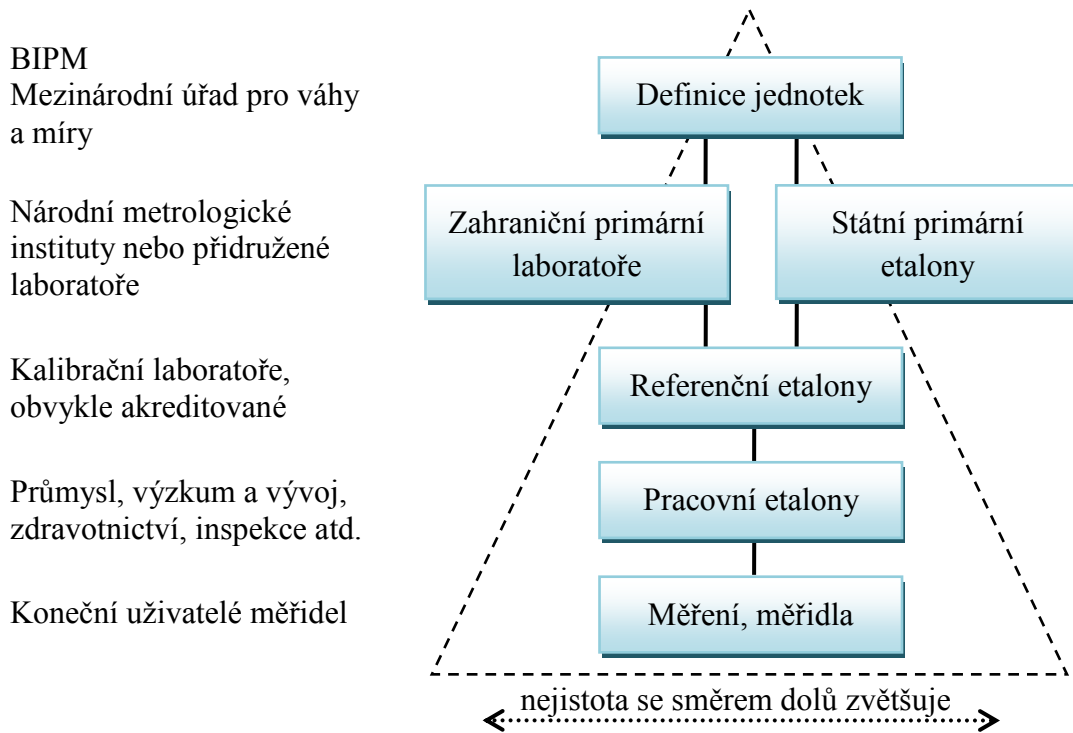 BIPM
Mezinárodní úřad pro váhy
a míry
Definice jednotek
Národní metrologické
instituty nebo přidružené
laboratoře
Zahraniční primární
laboratoře
Státní primární
etalony
Kalibrační laboratoře,
obvykle akreditované
Referenční etalony
Průmysl, výzkum a vývoj,
zdravotnictví, inspekce atd.
Pracovní etalony
Koneční uživatelé měřidel
Měření, měřidla
nejistota se směrem dolů zvětšuje